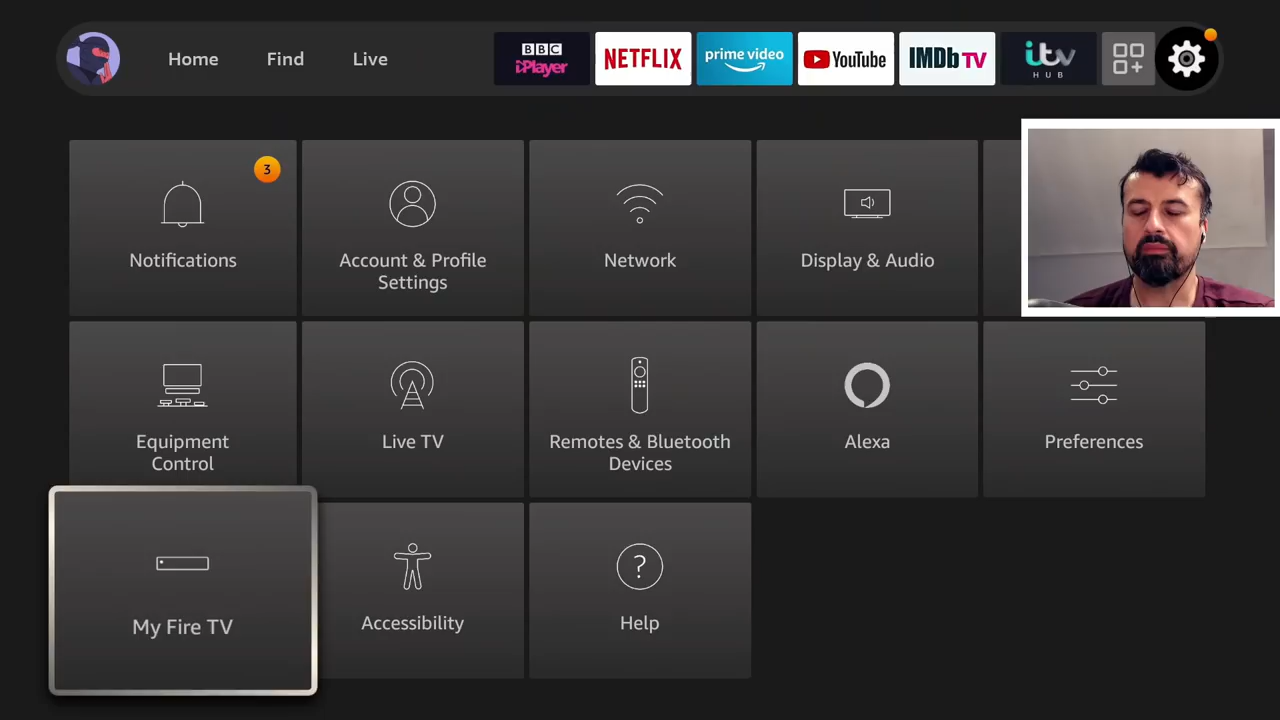 Home
Find
Live
BBC
iPlayer
NETFLIX
prime video
YouTube
IMDb TV
itv
HUB
3
Notifications
Account & Profile
Settings
Network
Display & Audio
Equipment
Control
Live TV
Remotes & Bluetooth
Devices
Alexa
Preferences
My Fire TV
Accessibility
?
Help